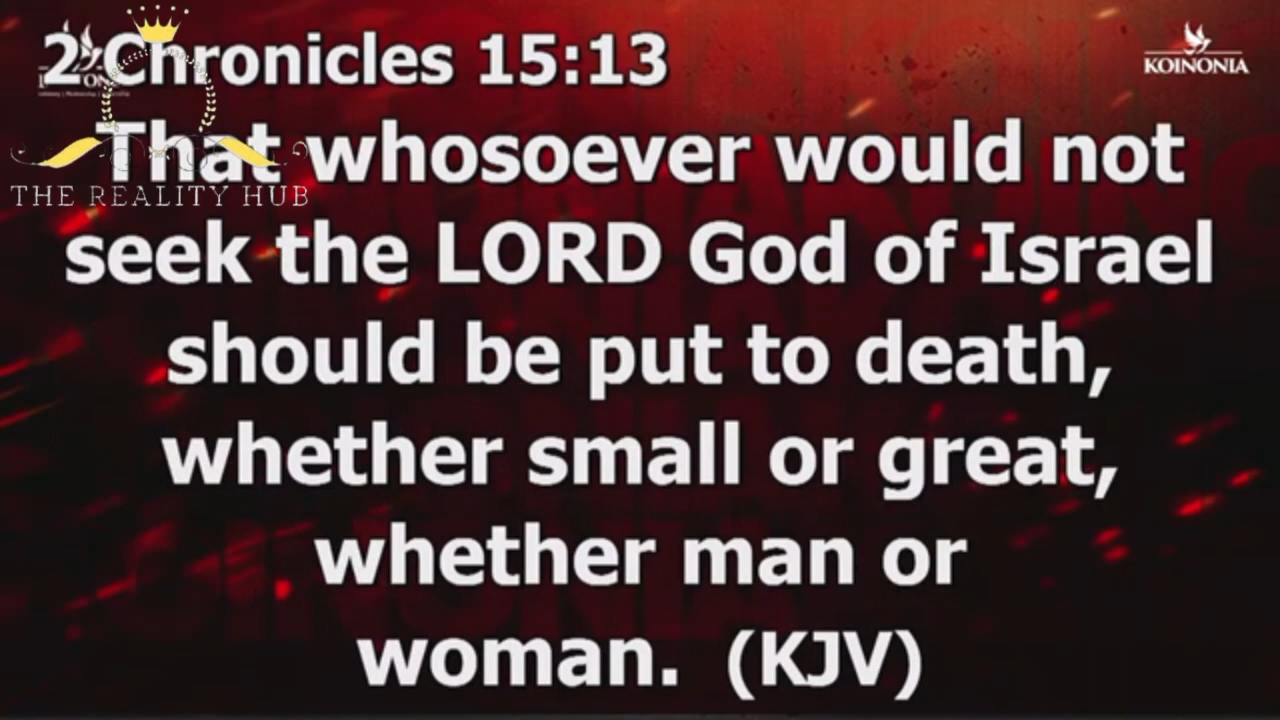 2 Chronicles 15:13
KOINONIA
THE REALITY HUB
That whosoever would not
seek the LORD God of Israel
should be put to death,
whether small or great,
whether man or
woman. (KJV)